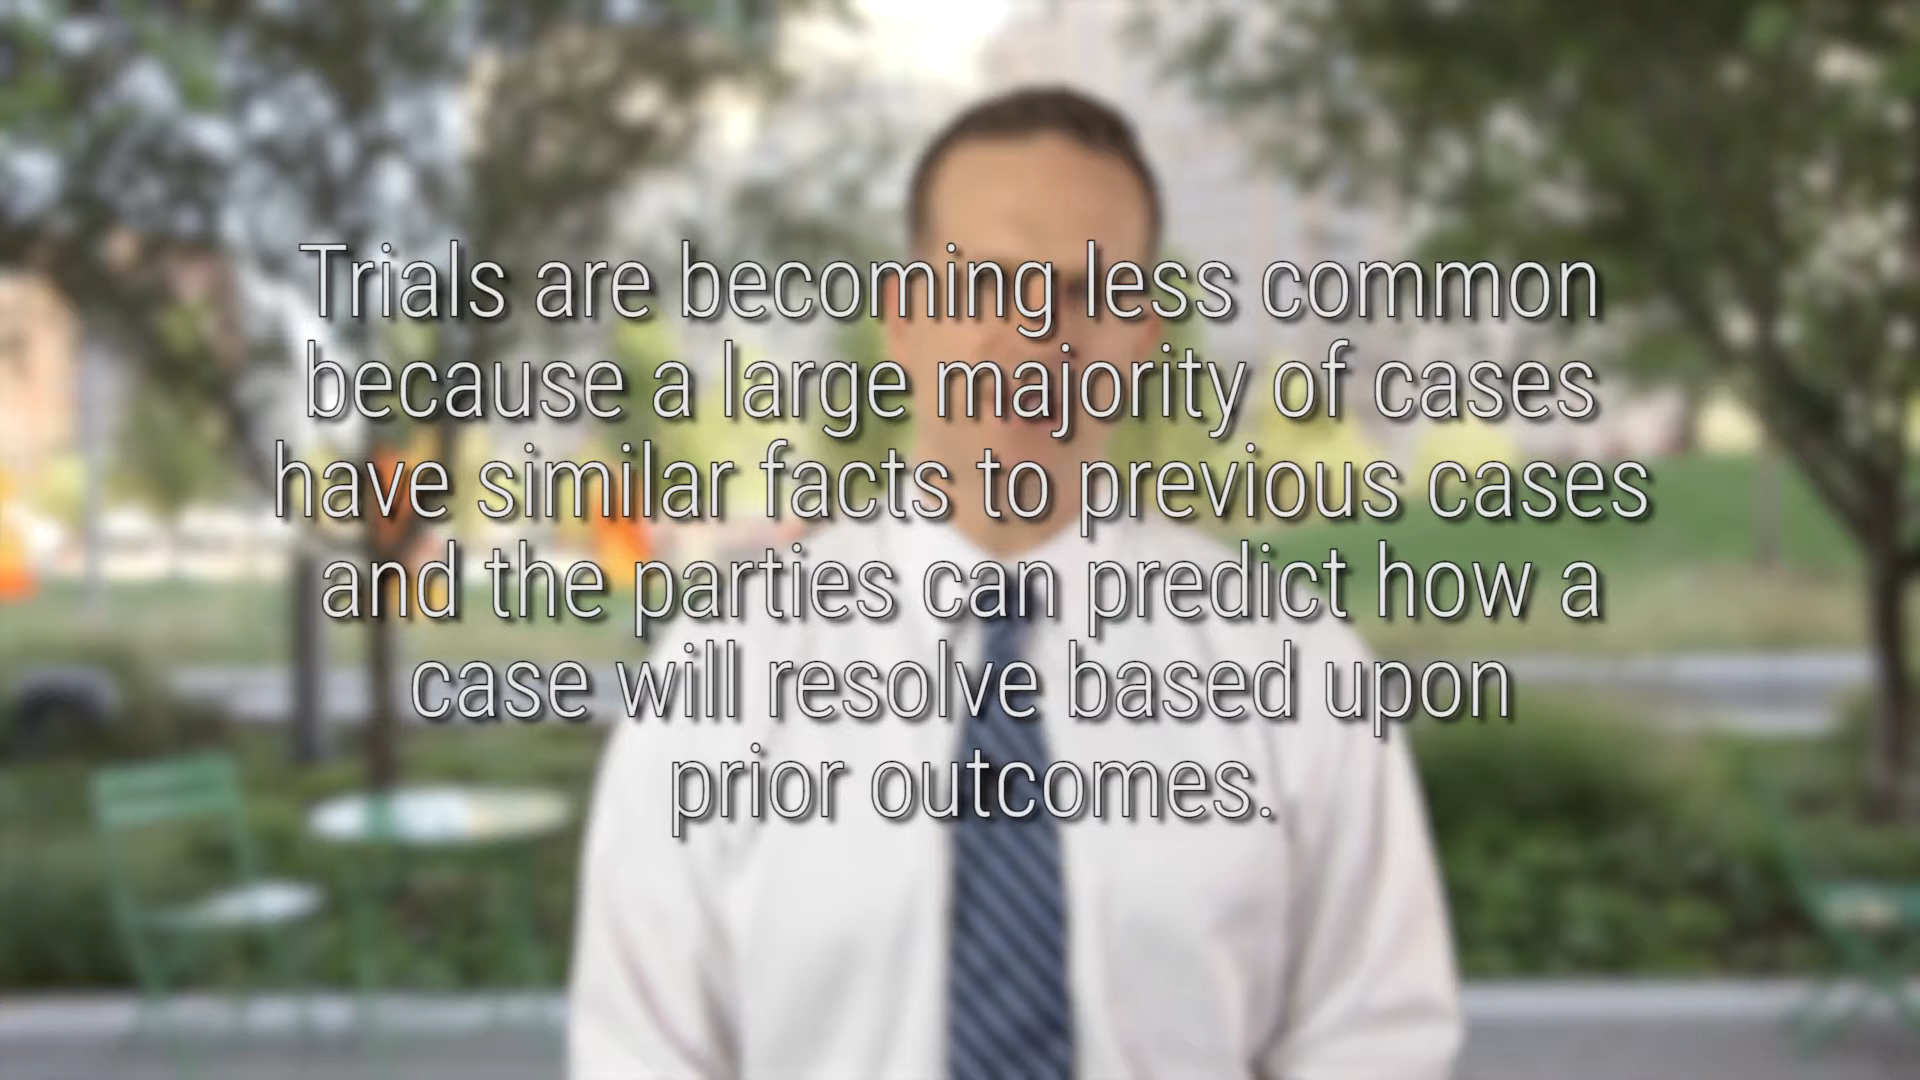 Trials are becoming less common
because a large majority of cases
have similar facts to previous cases
and the parties can predict how a
case will resolve based upon
prior outcomes.